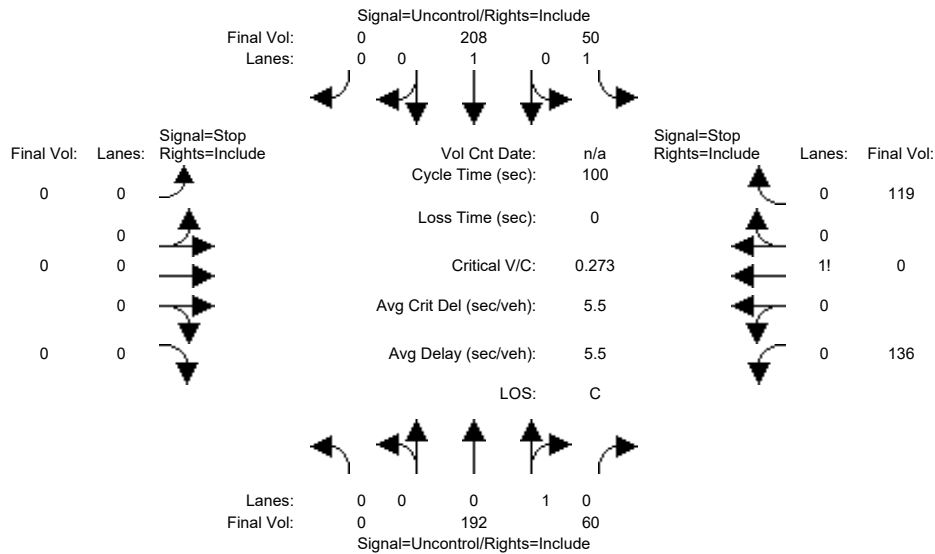 Signal=Uncontrol/Rights=Include
Final Vol: 0 208 50
Lanes: 0 0 1 0 1
Signal=Stop Signal=Stop
Final Vol: Lanes: Rights=Include Vol Cnt Date: n/a Rights=Include Lanes: Final Vol:
Cycle Time (sec): 100
0 0 0 119
Loss Time (sec): 0
0 0
0 0 Critical V/C: 0.273 1! 0
0 Avg Crit Del (sec/veh): 5.5 0
0 0 Avg Delay (sec/veh): 5.5 0 136
LOS: C
Lanes: 0 0 0 1 0
Final Vol: 0 192 60
Signal=Uncontrol/Rights=Include